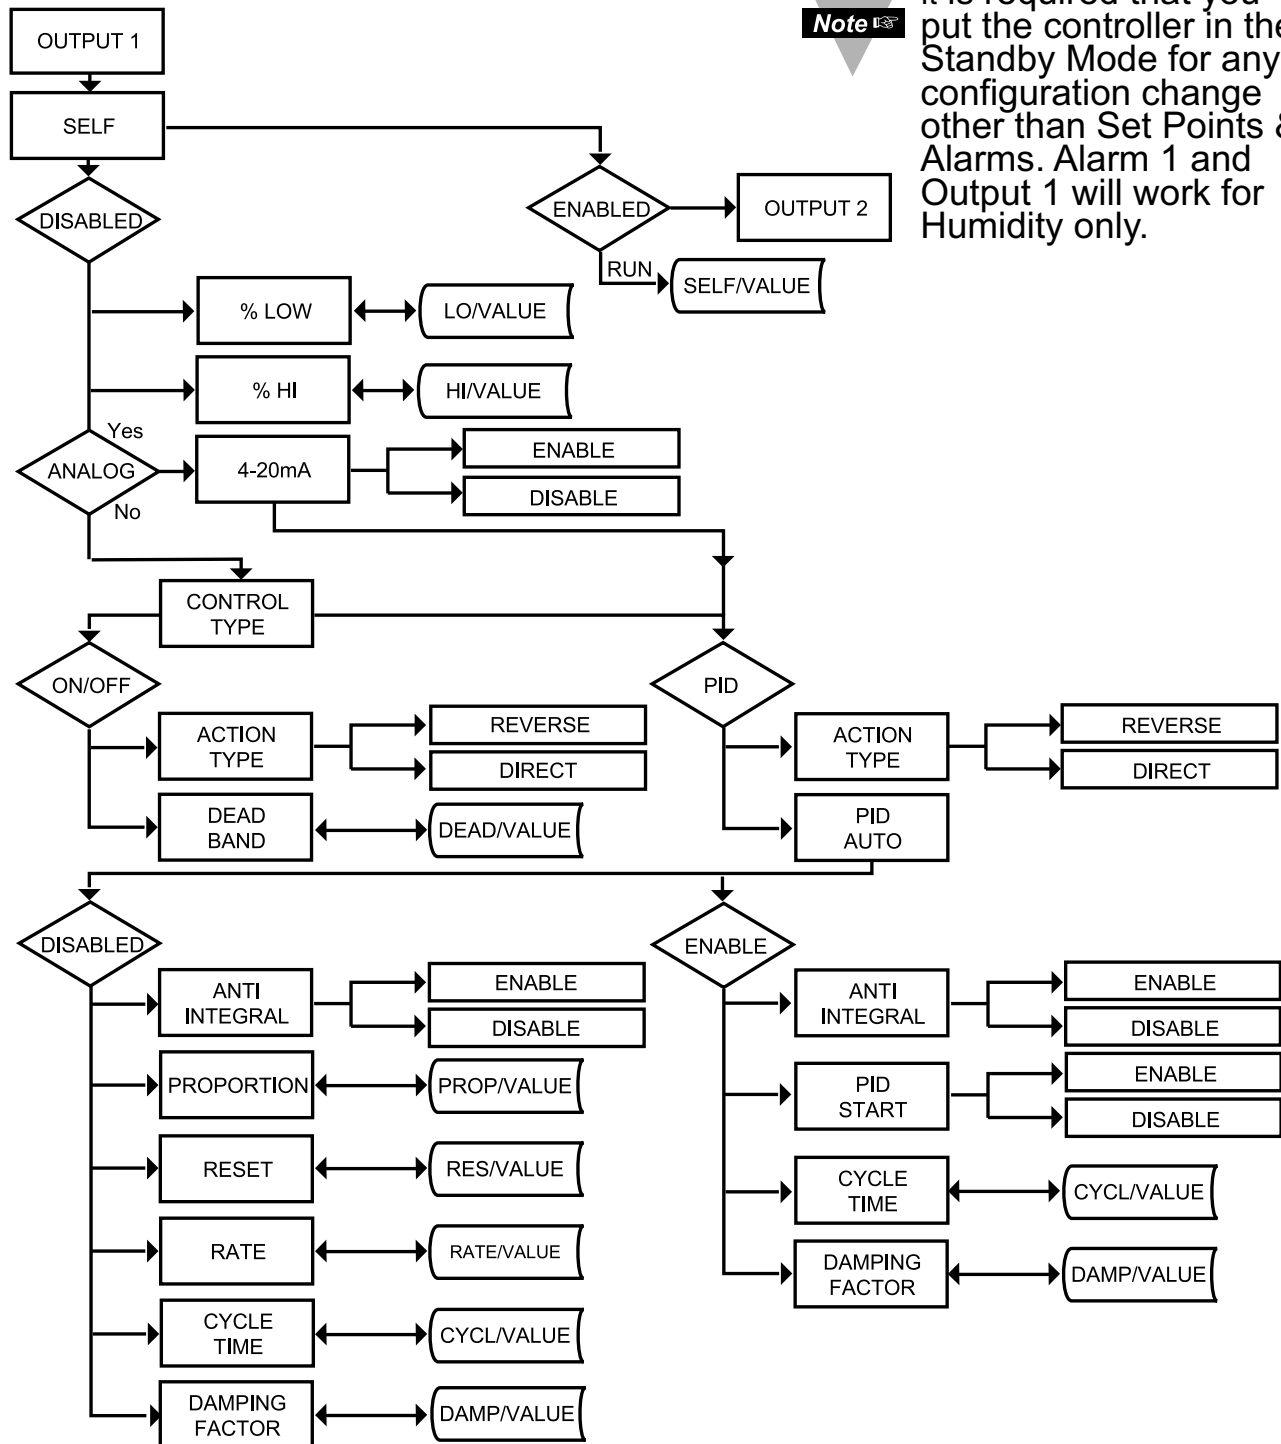 it is required that you
Note put the controller in the
Standby Mode for any
configuration change
other than Set Points &
Alarms. Alarm 1 and
Output 1 will work for
Humidity only.
OUTPUT 1
SELF
DISABLED
ENABLED
OUTPUT 2
RUN
SELF/VALUE
% LOW
LO/VALUE
% HI
HI/VALUE
Yes
ANALOG
4-20mA
ENABLE
DISABLE
No
CONTROL
TYPE
ON/OFF
PID
ACTION
TYPE
REVERSE
DIRECT
DEAD
BAND
DEAD/VALUE
ACTION
TYPE
REVERSE
DIRECT
PID
AUTO
DISABLED
ENABLE
ANTI
INTEGRAL
ENABLE
DISABLE
PROPORTION
PROP/VALUE
RESET
RES/VALUE
RATE
RATE/VALUE
CYCLE
TIME
CYCL/VALUE
DAMPING
FACTOR
DAMP/VALUE
ANTI
INTEGRAL
ENABLE
DISABLE
PID
START
ENABLE
DISABLE
CYCLE
TIME
CYCL/VALUE
DAMPING
FACTOR
DAMP/VALUE